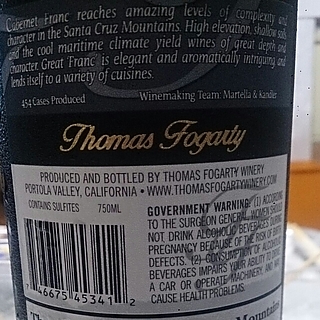 Cabernet Franc reaches amazing levels of complexity and
character in the Santa Cruz Mountains. High elevation, shallow soils
and the cool maritime climate yield wines of great depth and
character. Great Franc is elegant and aromatically intriguing and
lends itself to a variety of cuisines.
454 Cases Produced
Winemaking Team: Martella & Kandler
Thomas Fogarty
PRODUCED AND BOTTLED BY THOMAS FOGARTY WINERY
PORTOLA VALLEY, CALIFORNIA • WWW.THOMASFOGARTYWINERY.COM
CONTAINS SULFITES 750ML
GOVERNMENT WARNING: (1) ACCORDING
TO THE SURGEON GENERAL, WOMEN SHOULD
NOT DRINK ALCOHOLIC BEVERAGES DURING
PREGNANCY BECAUSE OF THE RISK OF BIRTH
DEFECTS. (2) CONSUMPTION OF ALCOHOLIC
BEVERAGES IMPAIRS YOUR ABILITY TO DRIVE
A CAR OR OPERATE MACHINERY, AND MAY
CAUSE HEALTH PROBLEMS.
7 46675 45341 2
Mountains